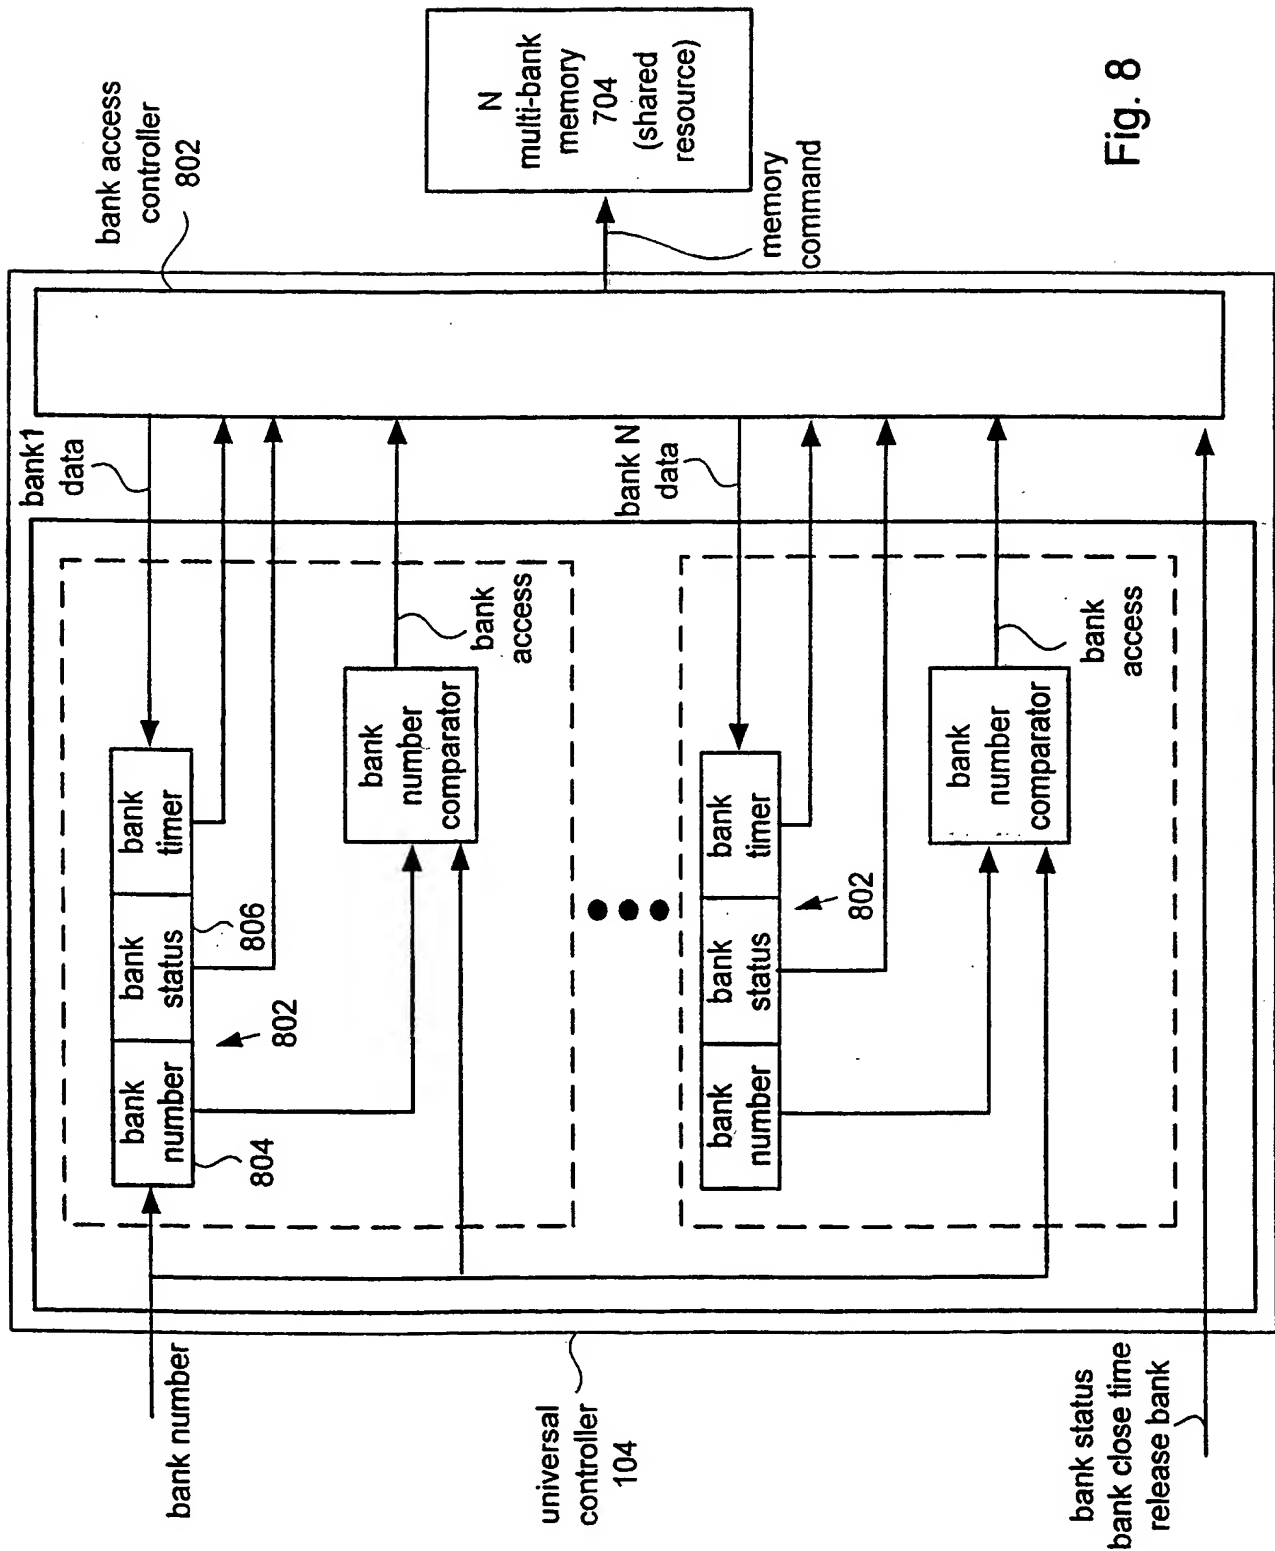 bank access
controller
802
N
multi-bank
memory
704
(shared
resource)
memory
command
Fig. 8
bank1
data
bank N
data
bank
timer
bank
status
806
bank
number
804
802
bank
number
comparator
bank
access
bank
timer
bank
status
bank
number
802
bank
number
comparator
bank
access
bank number
universal
controller
104
bank status
bank close time
release bank